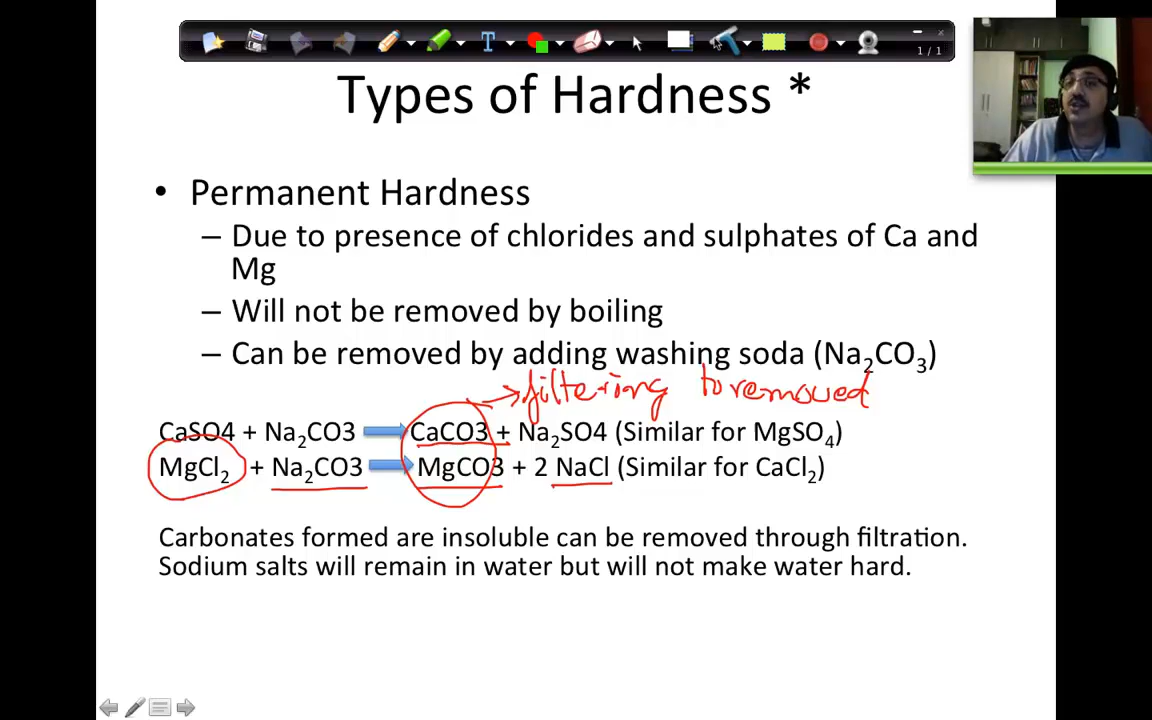 1 / 1
Types of Hardness *
• Permanent Hardness
– Due to presence of chlorides and sulphates of Ca and
Mg
– Will not be removed by boiling
– Can be removed by adding washing soda (Na₂CO₃)
filtering to removed
CaSO4 + Na₂CO3 CaCO3 + Na₂SO4 (Similar for MgSO₄)
MgCl₂ + Na₂CO3 MgCO3 + 2 NaCl (Similar for CaCl₂)
Carbonates formed are insoluble can be removed through filtration.
Sodium salts will remain in water but will not make water hard.